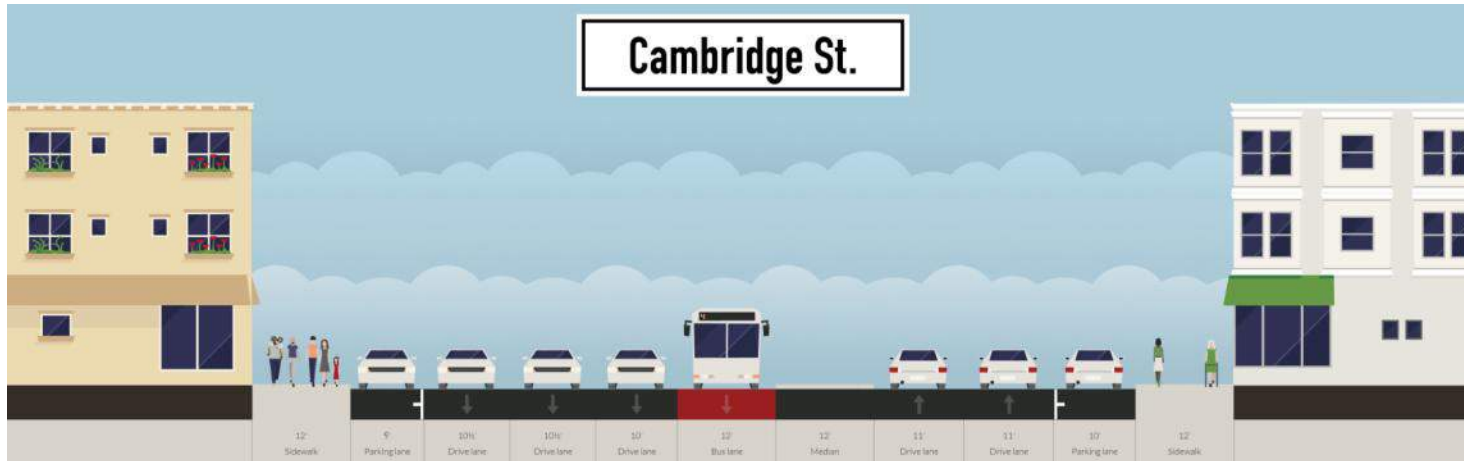 Cambridge St.
12' 9' 10½' 10½' 10' 12' 12' 11' 11' 10' 12'
Sidewalk Parking lane Drive lane Drive lane Drive lane Bus lane Median Drive lane Drive lane Parking lane Sidewalk